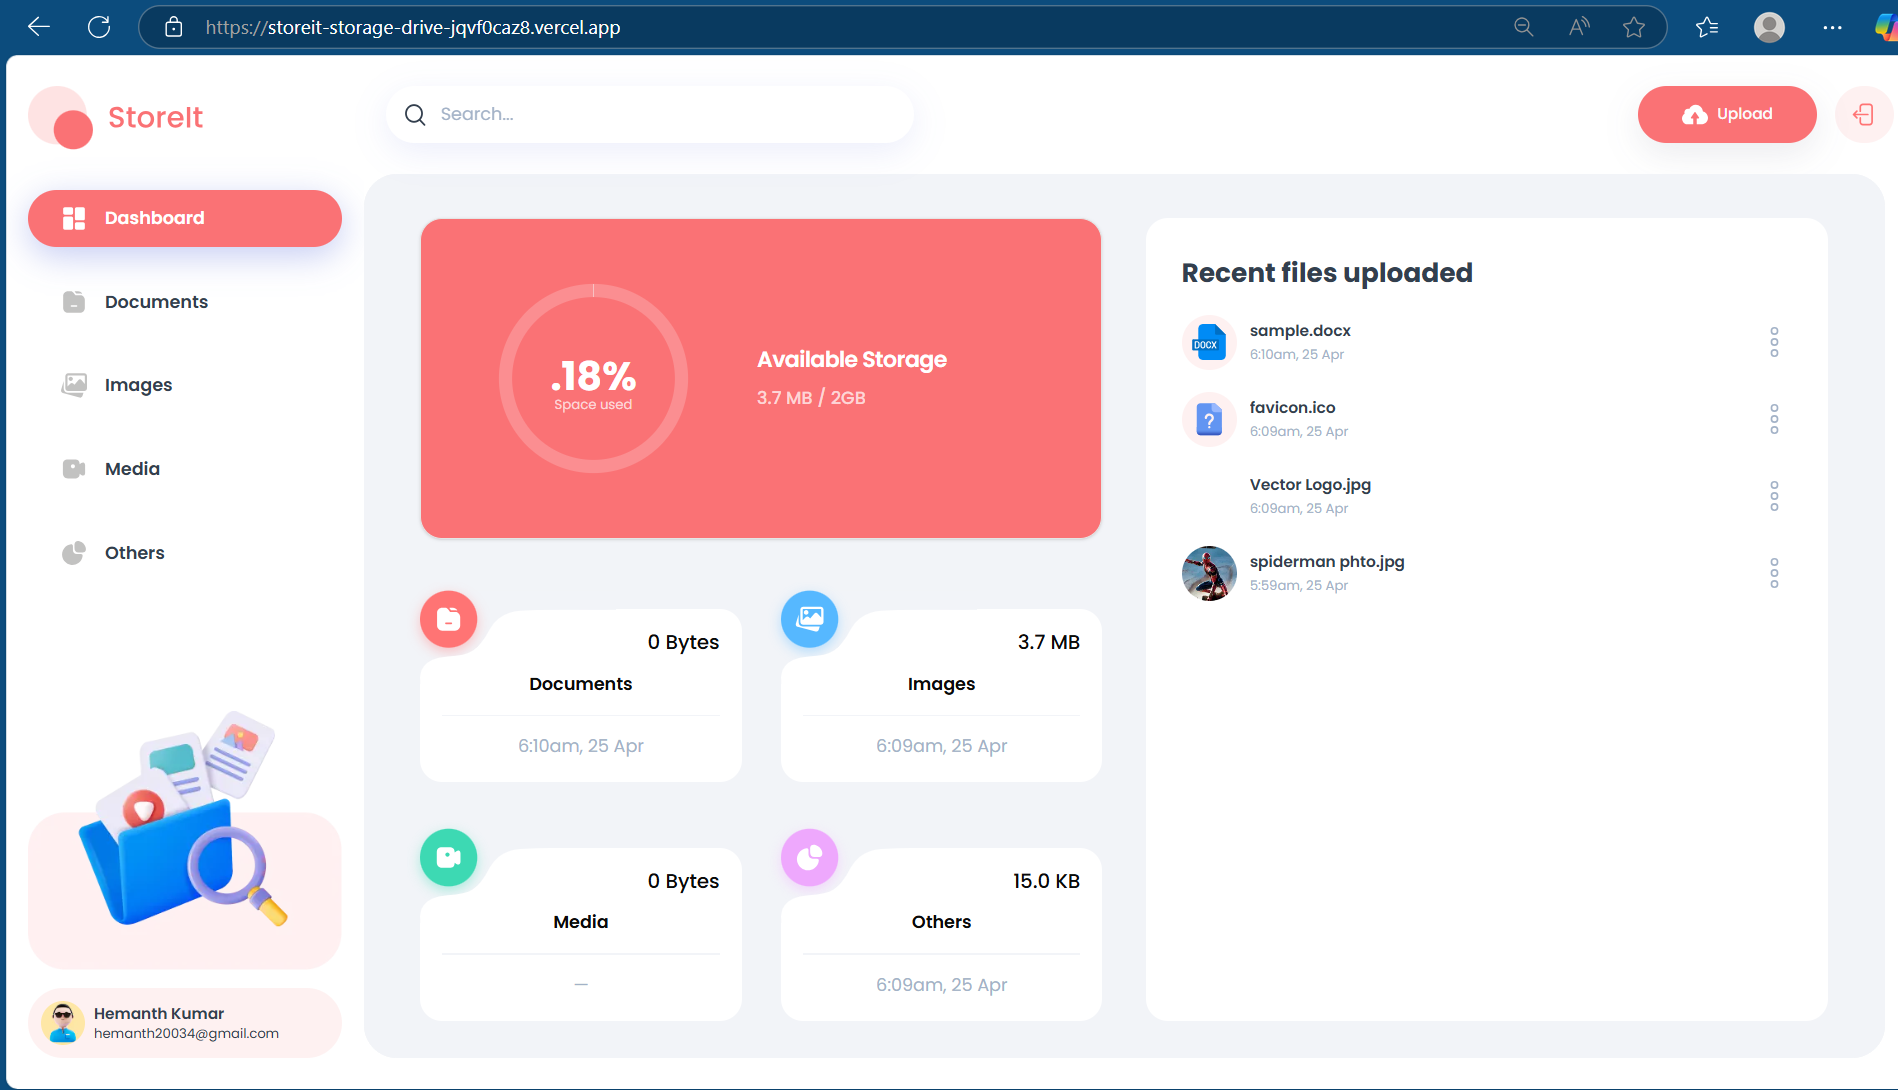 https://storeit-storage-drive-jqvf0caz8.vercel.app
StoreIt
Search...
Upload
Dashboard
Documents
Images
Media
Others
Hemanth Kumar
hemanth20034@gmail.com
.18%
Space used
Available Storage
3.7 MB / 2GB
0 Bytes
Documents
6:10am, 25 Apr
3.7 MB
Images
6:09am, 25 Apr
0 Bytes
Media
—
15.0 KB
Others
6:09am, 25 Apr
Recent files uploaded
DOCX
sample.docx
6:10am, 25 Apr
?
favicon.ico
6:09am, 25 Apr
Vector Logo.jpg
6:09am, 25 Apr
spiderman phto.jpg
5:59am, 25 Apr